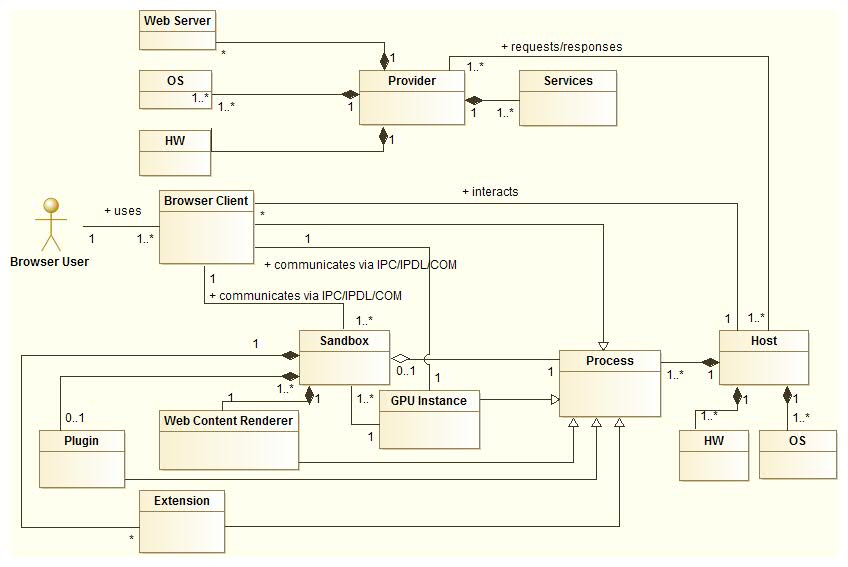 Web Server
*
1
+ requests/responses
1..*
OS
1..*
1..*
1
Provider
1
1..*
Services
HW
1
Browser Client
+ interacts
*
+ uses
1
1..*
Browser User
1
+ communicates via IPC/IPDL/COM
1
+ communicates via IPC/IPDL/COM
1..*
1
1..*
1
Sandbox
0..1
1
Process
1..*
1
Host
1..*
1
1..*
1
GPU Instance
1
1
1
1..*
1..*
0..1
1
Web Content Renderer
Plugin
HW
OS
Extension
*